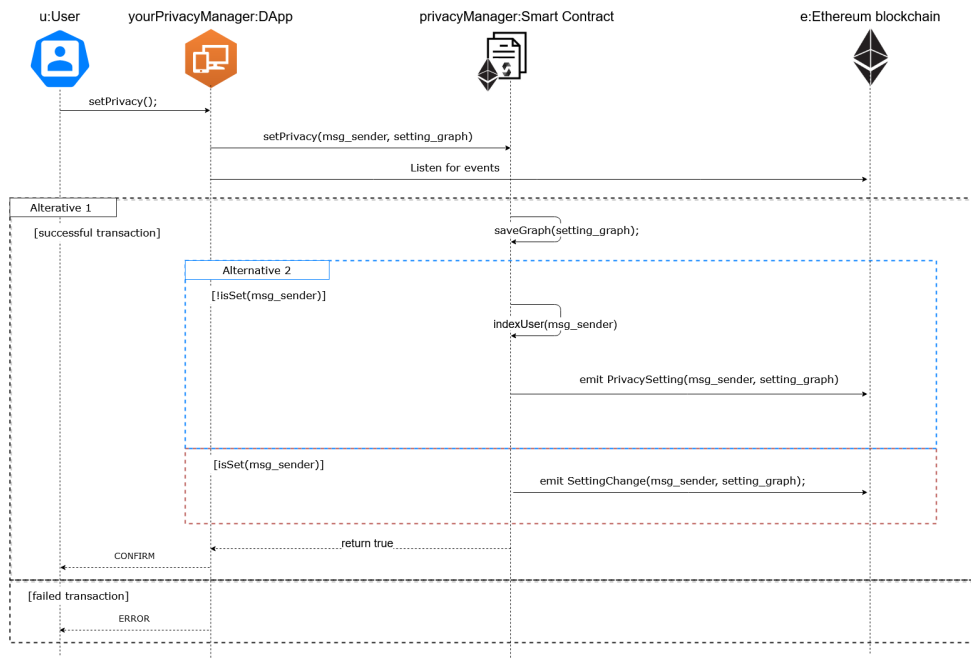 u:User
yourPrivacyManager:DApp
privacyManager:Smart Contract
e:Ethereum blockchain
setPrivacy();
setPrivacy(msg_sender, setting_graph)
Listen for events
Alterative 1
[successful transaction]
saveGraph(setting_graph);
Alternative 2
[!isSet(msg_sender)]
indexUser(msg_sender)
emit PrivacySetting(msg_sender, setting_graph)
[isSet(msg_sender)]
emit SettingChange(msg_sender, setting_graph);
return true
CONFIRM
[failed transaction]
ERROR